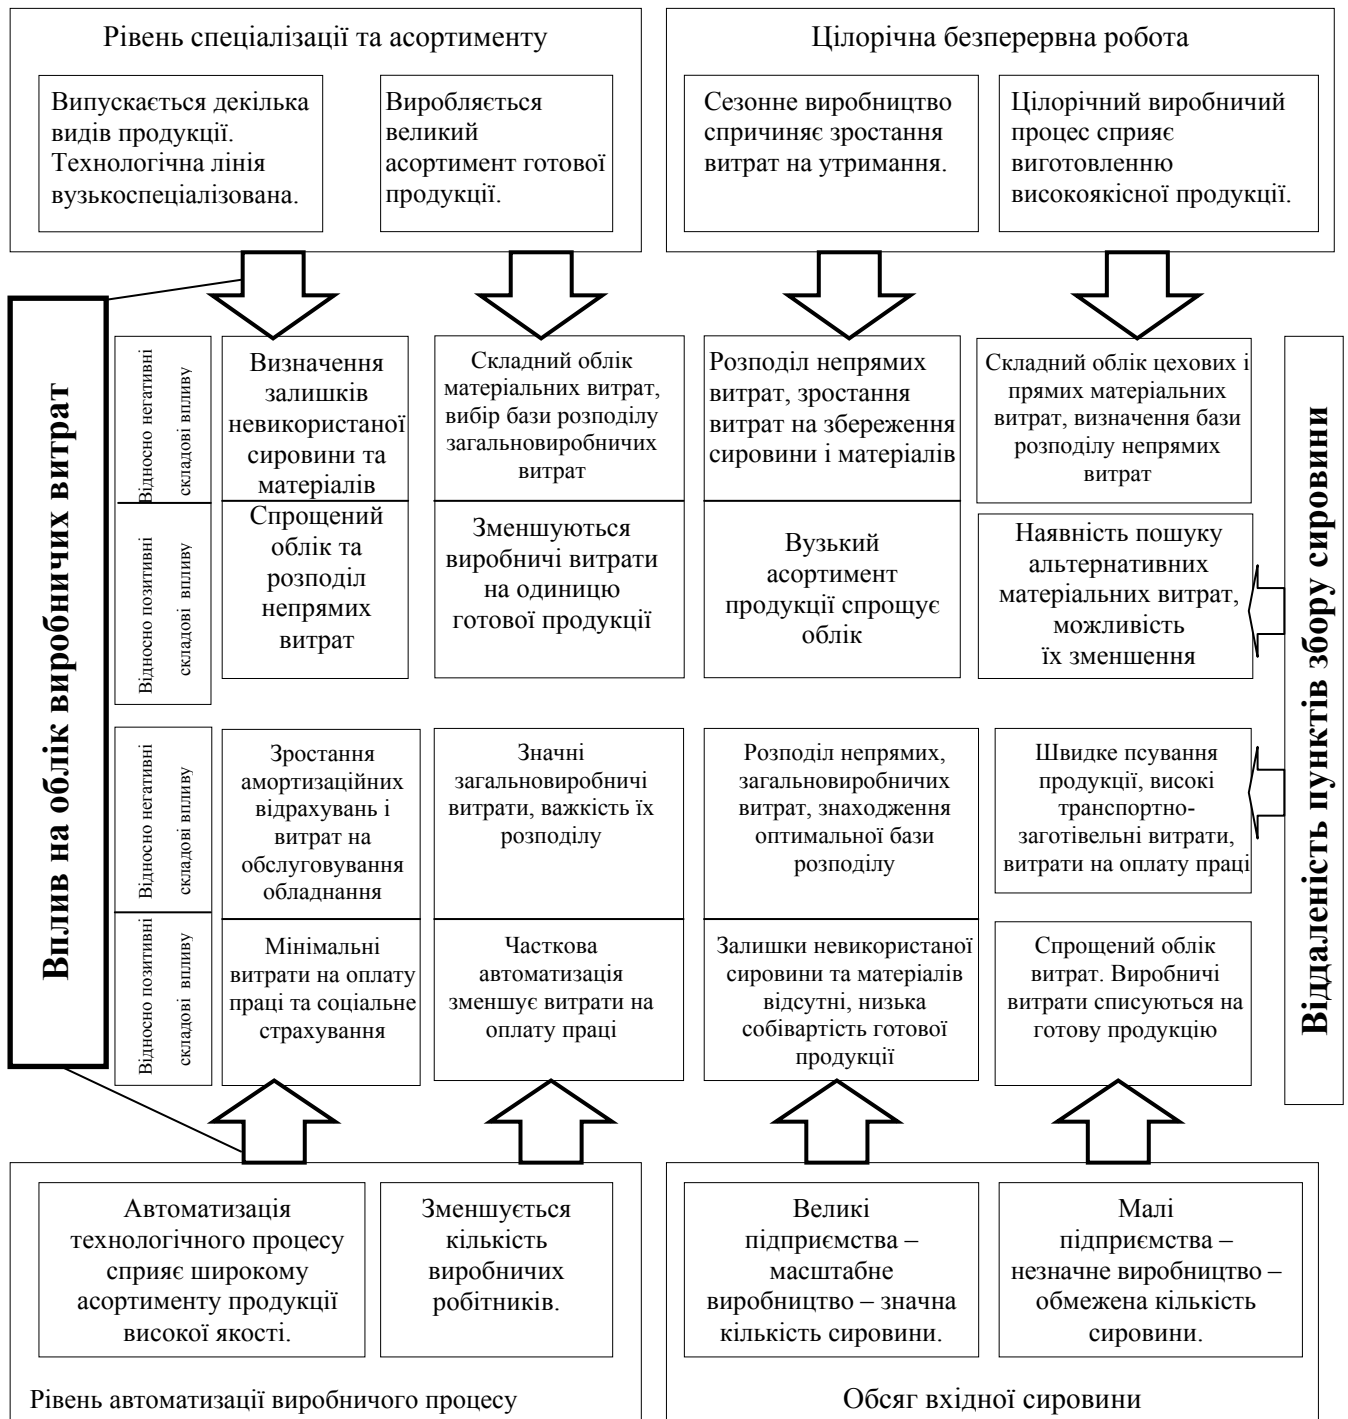 Рівень спеціалізації та асортименту
Випускається декілька
видів продукції.
Технологічна лінія
вузькоспеціалізована.
Виробляється
великий
асортимент готової
продукції.
Цілорічна безперервна робота
Сезонне виробництво
спричиняє зростання
витрат на утримання.
Цілорічний виробничий
процес сприяє
виготовленню
високоякісної продукції.
Вплив на облік виробничих витрат
Відносно негативні
складові впливу
Визначення
залишків
невикористаної
сировини та
матеріалів
Складний облік
матеріальних витрат,
вибір бази розподілу
загальновиробничих
витрат
Розподіл непрямих
витрат, зростання
витрат на збереження
сировини і матеріалів
Складний облік цехових і
прямих матеріальних
витрат, визначення бази
розподілу непрямих
витрат
Відносно позитивні
складові впливу
Спрощений
облік та
розподіл
непрямих
витрат
Зменшуються
виробничі витрати
на одиницю
готової продукції
Вузький
асортимент
продукції спрощує
облік
Наявність пошуку
альтернативних
матеріальних витрат,
можливість
їх зменшення
Віддаленість пунктів збору сировини
Відносно негативні
складові впливу
Зростання
амортизаційних
відрахувань і
витрат на
обслуговування
обладнання
Значні
загальновиробничі
витрати, важкість їх
розподілу
Розподіл непрямих,
загальновиробничих
витрат, знаходження
оптимальної бази
розподілу
Швидке псування
продукції, високі
транспортно-
заготівельні витрати,
витрати на оплату праці
Відносно позитивні
складові впливу
Мінімальні
витрати на оплату
праці та соціальне
страхування
Часткова
автоматизація
зменшує витрати на
оплату праці
Залишки невикористаної
сировини та матеріалів
відсутні, низька
собівартість готової
продукції
Спрощений облік
витрат. Виробничі
витрати списуються на
готову продукцію
Автоматизація
технологічного процесу
сприяє широкому
асортименту продукції
високої якості.
Зменшується
кількість
виробничих
робітників.
Рівень автоматизації виробничого процесу
Великі
підприємства –
масштабне
виробництво – значна
кількість сировини.
Малі
підприємства –
незначне виробництво –
обмежена кількість
сировини.
Обсяг вхідної сировини